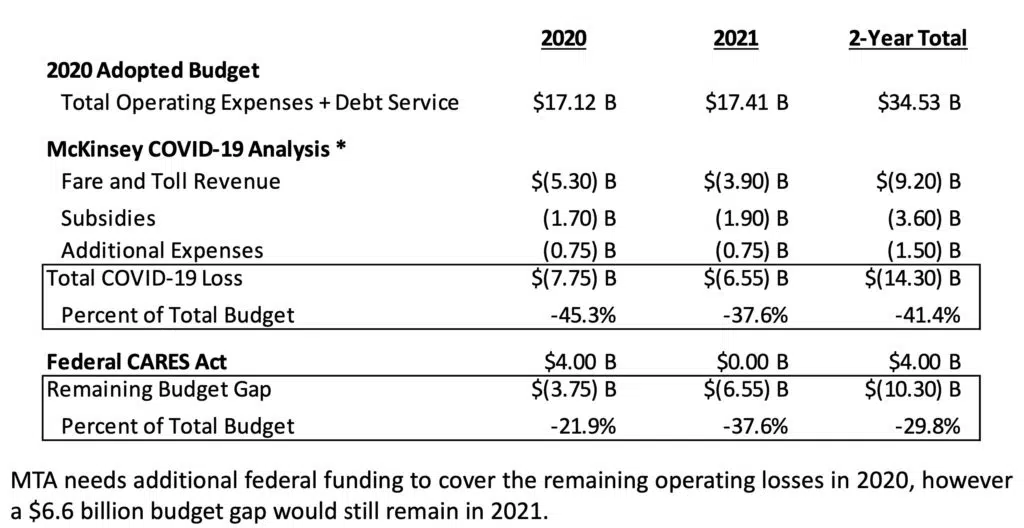 2020 2021 2-Year Total
2020 Adopted Budget
Total Operating Expenses + Debt Service $17.12 B $17.41 B $34.53 B
McKinsey COVID-19 Analysis *
Fare and Toll Revenue $(5.30) B $(3.90) B $(9.20) B
Subsidies (1.70) B (1.90) B (3.60) B
Additional Expenses (0.75) B (0.75) B (1.50) B
Total COVID-19 Loss $(7.75) B $(6.55) B $(14.30) B
Percent of Total Budget -45.3% -37.6% -41.4%
Federal CARES Act $4.00 B $0.00 B $4.00 B
Remaining Budget Gap $(3.75) B $(6.55) B $(10.30) B
Percent of Total Budget -21.9% -37.6% -29.8%
MTA needs additional federal funding to cover the remaining operating losses in 2020, however
a $6.6 billion budget gap would still remain in 2021.